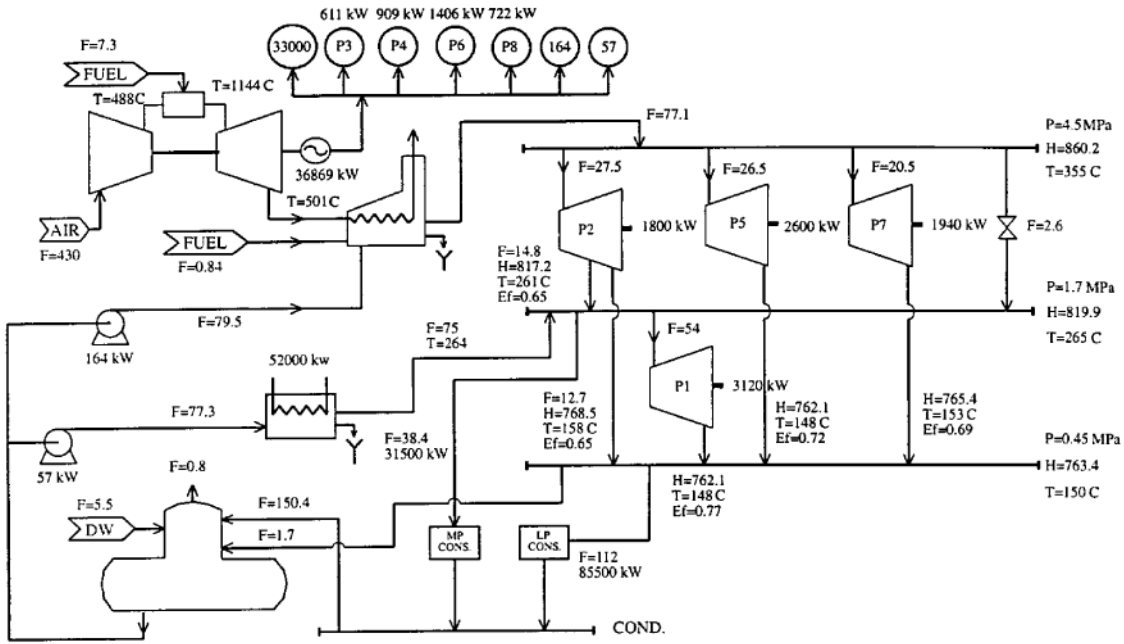 611 kW 909 kW 1406 kW 722 kW
33000 P3 P4 P6 P8 164 57
F=7.3
FUEL
T=1144 C
T=488C
36869 kW
T=501C
AIR
F=430
FUEL
F=0.84
F=79.5
164 kW
F=77.1
P=4.5MPa
H=860.2
T=355 C
F=27.5
F=26.5
F=20.5
P2
1800 kW
P5
2600 kW
P7
1940 kW
F=2.6
F=14.8
H=817.2
T=261 C
Ef=0.65
P=1.7 MPa
H=819.9
T=265 C
F=75
T=264
F=54
P1
3120 kW
52000 kw
F=77.3
57 kW
F=38.4
31500 kW
F=12.7
H=768.5
T=158 C
Ef=0.65
H=762.1
T=148 C
Ef=0.72
H=765.4
T=153 C
Ef=0.69
P=0.45 MPa
H=763.4
T=150 C
H=762.1
T=148 C
Ef=0.77
F=0.8
F=5.5
DW
F=150.4
F=1.7
MP
CONS.
LP
CONS.
F=112
85500 kW
COND.